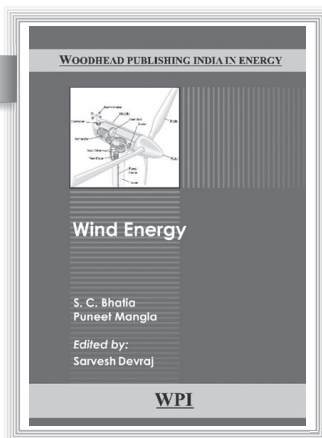 WOODHEAD PUBLISHING INDIA IN ENERGY
Wind Energy
S. C. Bhatia
Puneet Mangla
Edited by:
Sarvesh Devraj
WPI